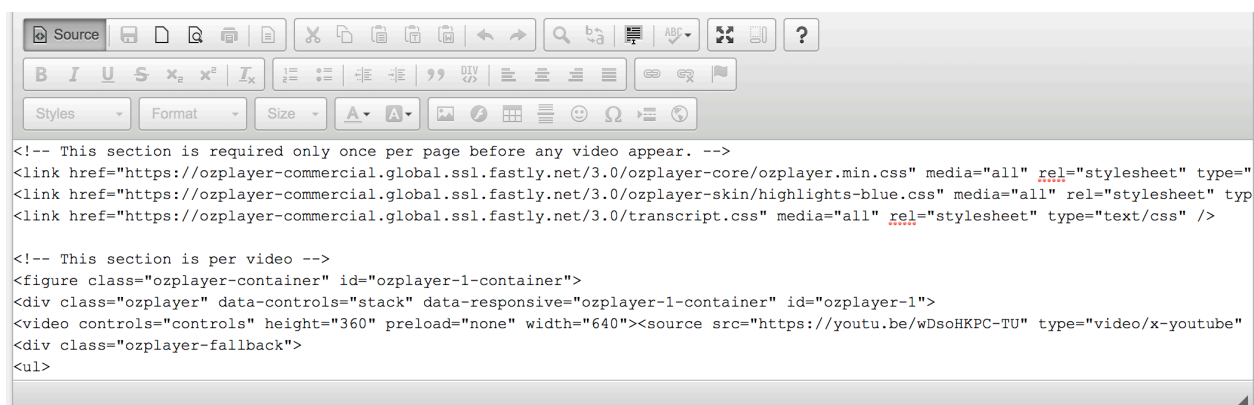 Source
ABC
?
B I U S x₂ x² Tx
DIV
Styles Format Size A A Ω
<!-- This section is required only once per page before any video appear. -->
<link href="https://ozplayer-commercial.global.ssl.fastly.net/3.0/ozplayer-core/ozplayer.min.css" media="all" rel="stylesheet" type="
<link href="https://ozplayer-commercial.global.ssl.fastly.net/3.0/ozplayer-skin/highlights-blue.css" media="all" rel="stylesheet" typ
<link href="https://ozplayer-commercial.global.ssl.fastly.net/3.0/transcript.css" media="all" rel="stylesheet" type="text/css" />
<!-- This section is per video -->
<figure class="ozplayer-container" id="ozplayer-1-container">
<div class="ozplayer" data-controls="stack" data-responsive="ozplayer-1-container" id="ozplayer-1">
<video controls="controls" height="360" preload="none" width="640"><source src="https://youtu.be/wDsoHKPC-TU" type="video/x-youtube"
<div class="ozplayer-fallback">
<ul>